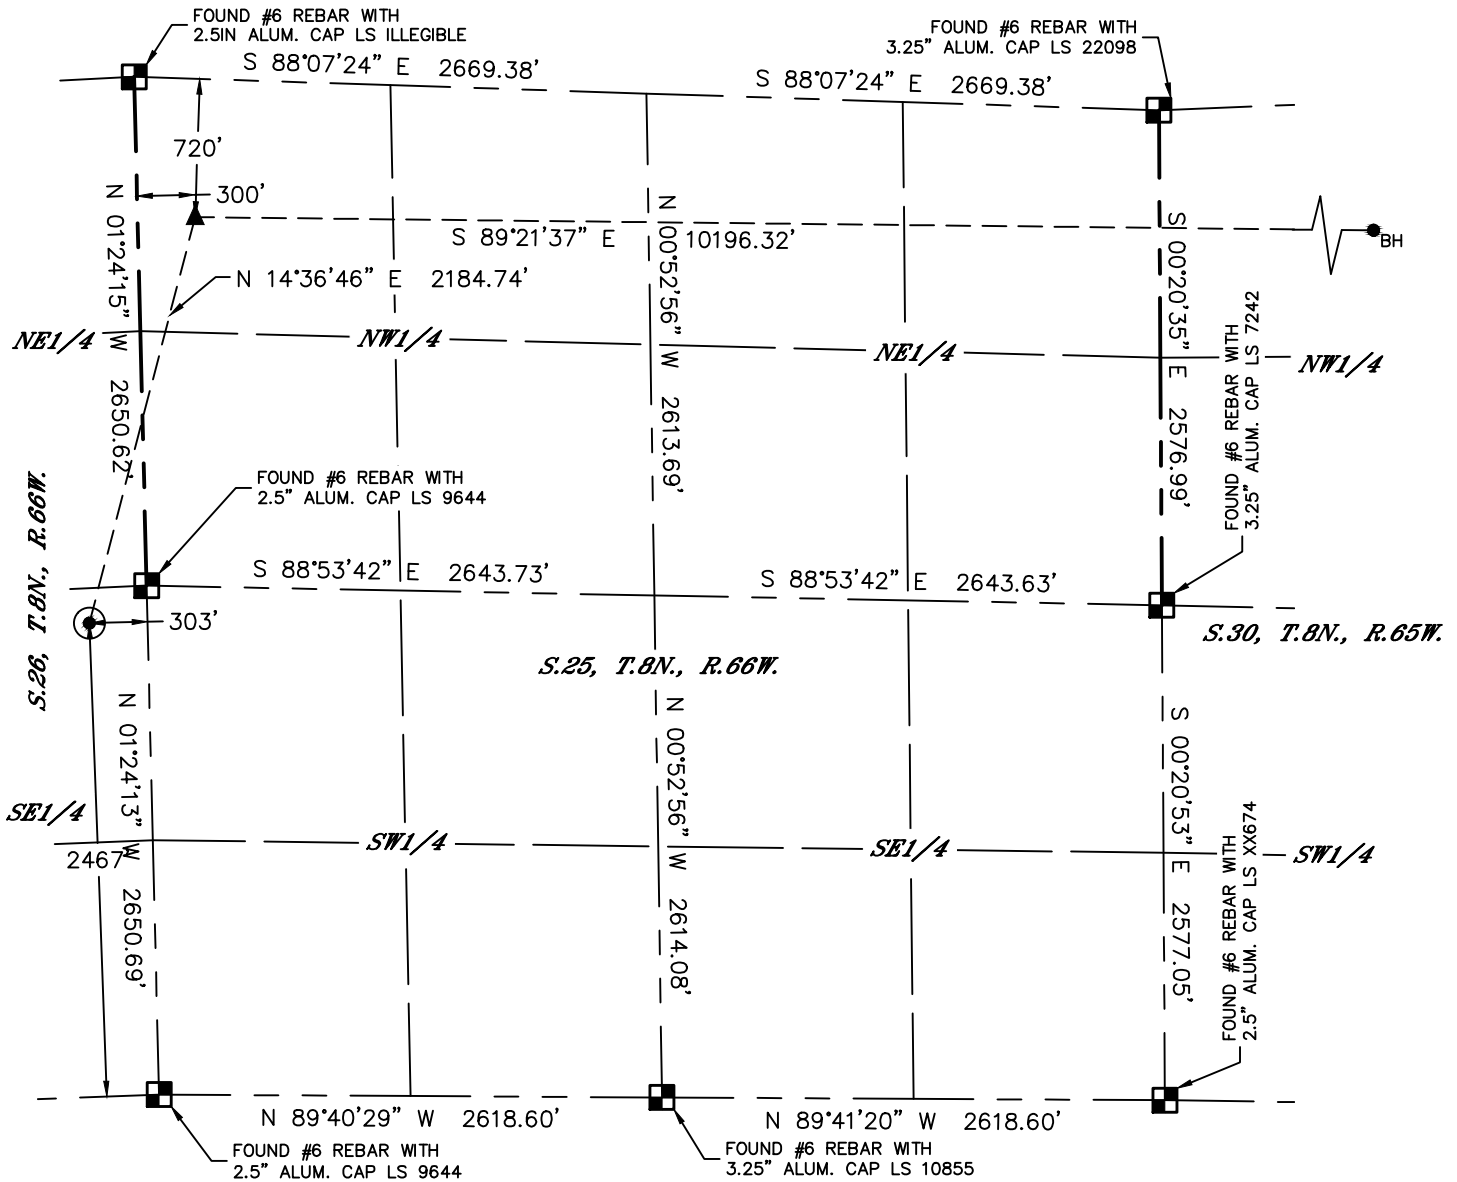 FOUND #6 REBAR WITH
2.5IN ALUM. CAP LS ILLEGIBLE
FOUND #6 REBAR WITH
3.25" ALUM. CAP LS 22098
S 88°07'24" E 2669.38'
S 88°07'24" E 2669.38'
720'
300'
N 01°24'15" W 2650.62'
N 00°52'56" W 2613.69'
S 00°20'35" E 2576.99'
S 89°21'37" E 10196.32'
BH
N 14°36'46" E 2184.74'
NE1/4
NW1/4
NE1/4
NW1/4
FOUND #6 REBAR WITH
3.25" ALUM. CAP LS 7242
FOUND #6 REBAR WITH
2.5" ALUM. CAP LS 9644
S.26, T.8N., R.66W.
S 88°53'42" E 2643.73'
S 88°53'42" E 2643.63'
303'
S.25, T.8N., R.66W.
S.30, T.8N., R.65W.
N 01°24'13" W 2650.69'
N 00°52'56" W 2614.08'
S 00°20'53" E 2577.05'
SE1/4
SW1/4
SE1/4
SW1/4
2467'
FOUND #6 REBAR WITH
2.5" ALUM. CAP LS XX674
N 89°40'29" W 2618.60'
N 89°41'20" W 2618.60'
FOUND #6 REBAR WITH
2.5" ALUM. CAP LS 9644
FOUND #6 REBAR WITH
3.25" ALUM. CAP LS 10855